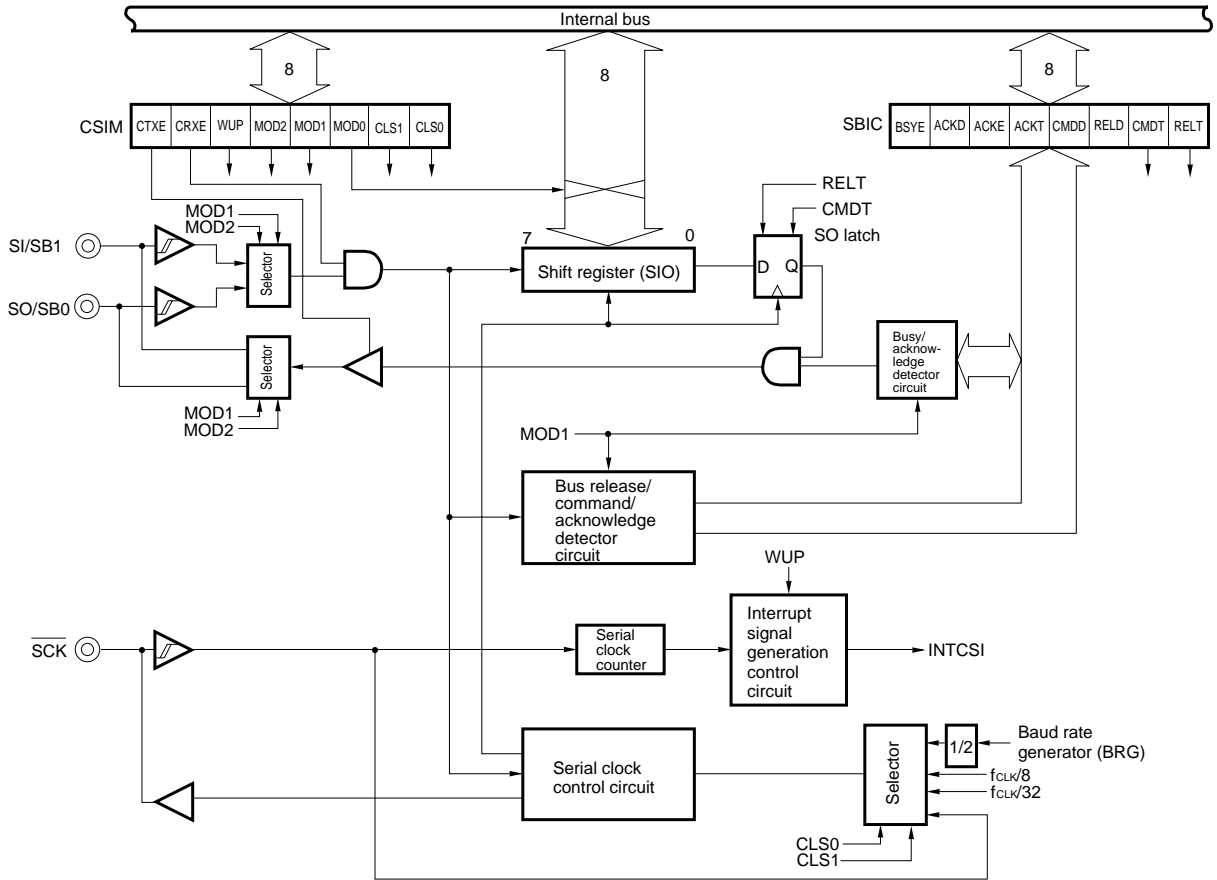 Internal bus
8
8
8
CSIM
CTXE
CRXE
WUP
MOD2
MOD1
MOD0
CLS1
CLS0
SBIC
BSYE
ACKD
ACKE
ACKT
CMDD
RELD
CMDT
RELT
RELT
CMDT
SO latch
MOD1
MOD2
SI/SB1
Selector
7
0
Shift register (SIO)
D
Q
SO/SB0
Selector
MOD1
MOD2
Busy/
acknow-
ledge
detector
circuit
MOD1
Bus release/
command/
acknowledge
detector
circuit
WUP
SCK
Serial
clock
counter
Interrupt
signal
generation
control
circuit
INTCSI
Serial clock
control circuit
Selector
1/2
Baud rate
generator (BRG)
fCLK/8
fCLK/32
CLS0
CLS1